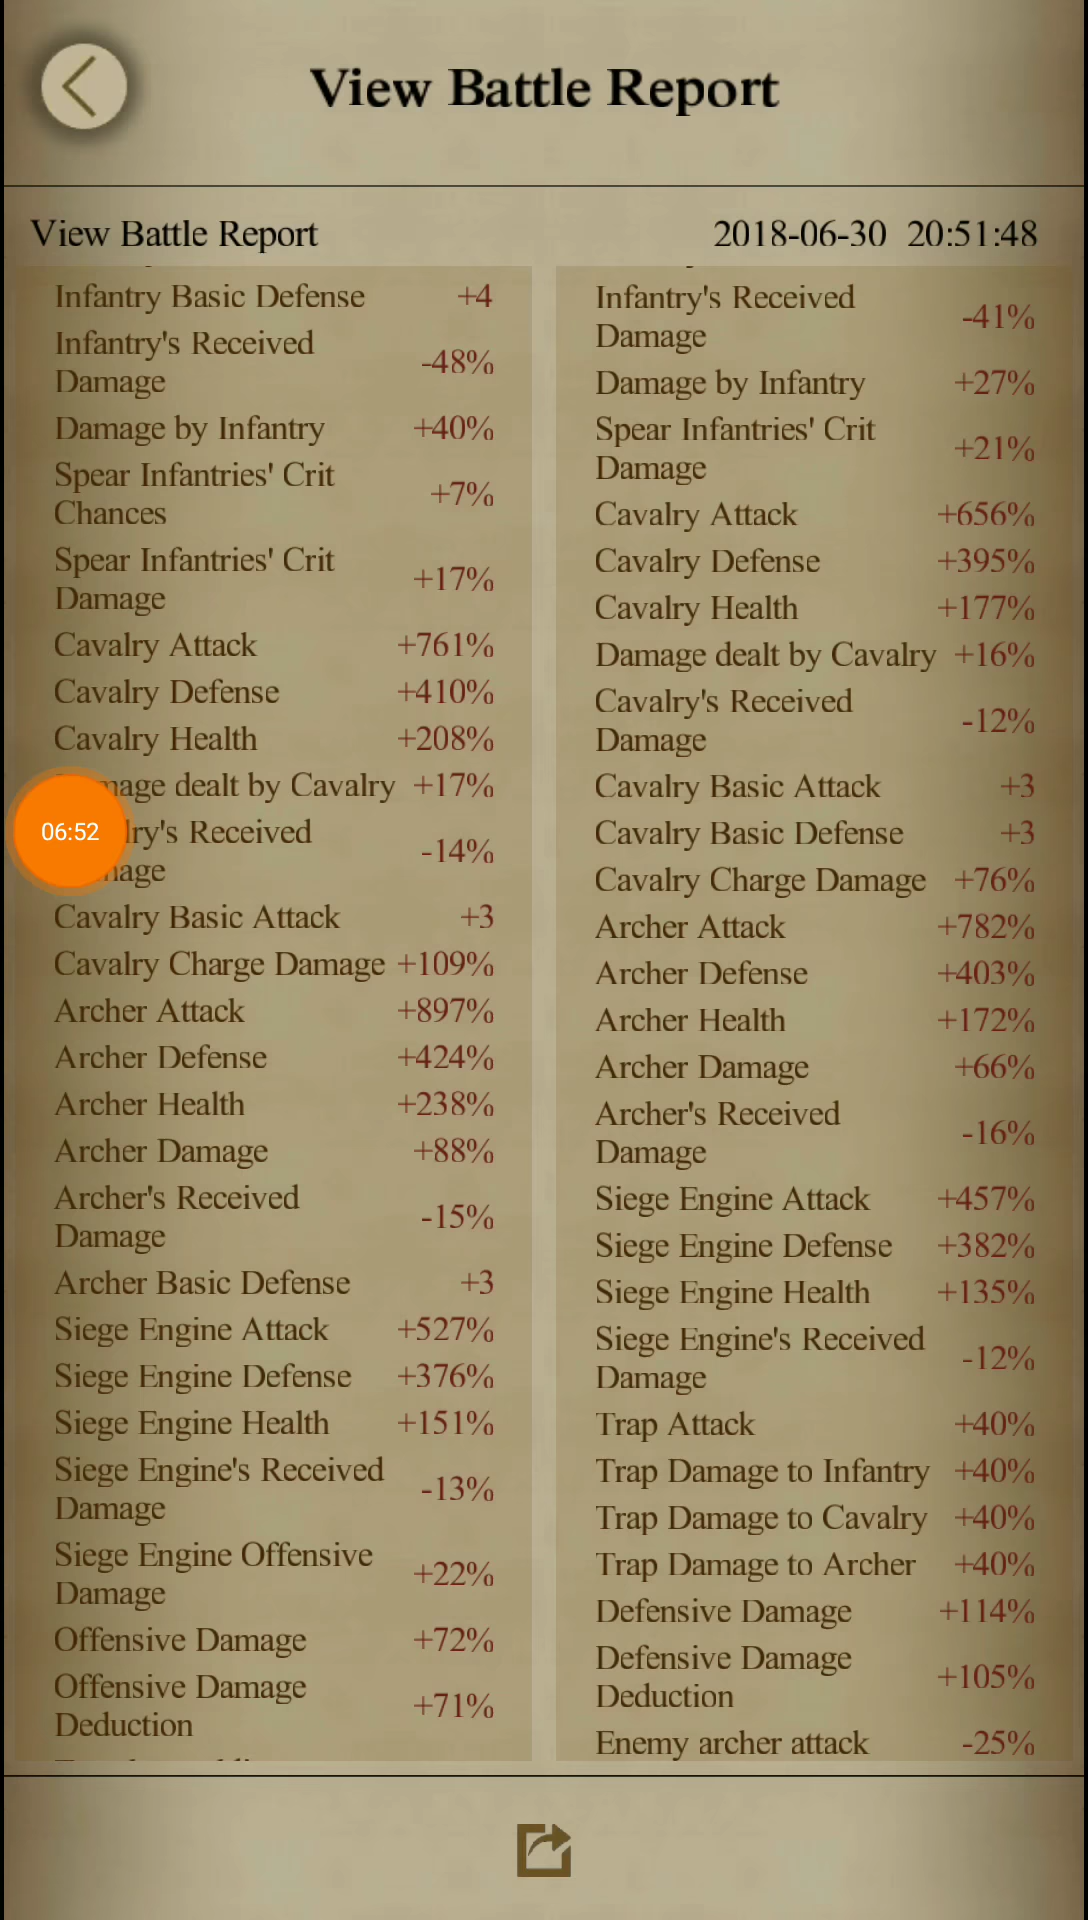 View Battle Report
View Battle Report 2018-06-30 20:51:48
Infantry Basic Defense +4
Infantry's Received
Damage -48%
Damage by Infantry +40%
Spear Infantries' Crit
Chances +7%
Spear Infantries' Crit
Damage +17%
Cavalry Attack +761%
Cavalry Defense +410%
Cavalry Health +208%
dealt by Cavalry +17%
06:52
Received
-14%
Cavalry Basic Attack +3
Cavalry Charge Damage +109%
Archer Attack +897%
Archer Defense +424%
Archer Health +238%
Archer Damage +88%
Archer's Received
Damage -15%
Archer Basic Defense +3
Siege Engine Attack +527%
Siege Engine Defense +376%
Siege Engine Health +151%
Siege Engine's Received
Damage -13%
Siege Engine Offensive
Damage +22%
Offensive Damage +72%
Offensive Damage
Deduction +71%
Infantry's Received
Damage -41%
Damage by Infantry +27%
Spear Infantries' Crit
Damage +21%
Cavalry Attack +656%
Cavalry Defense +395%
Cavalry Health +177%
Damage dealt by Cavalry +16%
Cavalry's Received
Damage -12%
Cavalry Basic Attack +3
Cavalry Basic Defense +3
Cavalry Charge Damage +76%
Archer Attack +782%
Archer Defense +403%
Archer Health +172%
Archer Damage +66%
Archer's Received
Damage -16%
Siege Engine Attack +457%
Siege Engine Defense +382%
Siege Engine Health +135%
Siege Engine's Received
Damage -12%
Trap Attack +40%
Trap Damage to Infantry +40%
Trap Damage to Cavalry +40%
Trap Damage to Archer +40%
Defensive Damage +114%
Defensive Damage
Deduction +105%
Enemy archer attack -25%